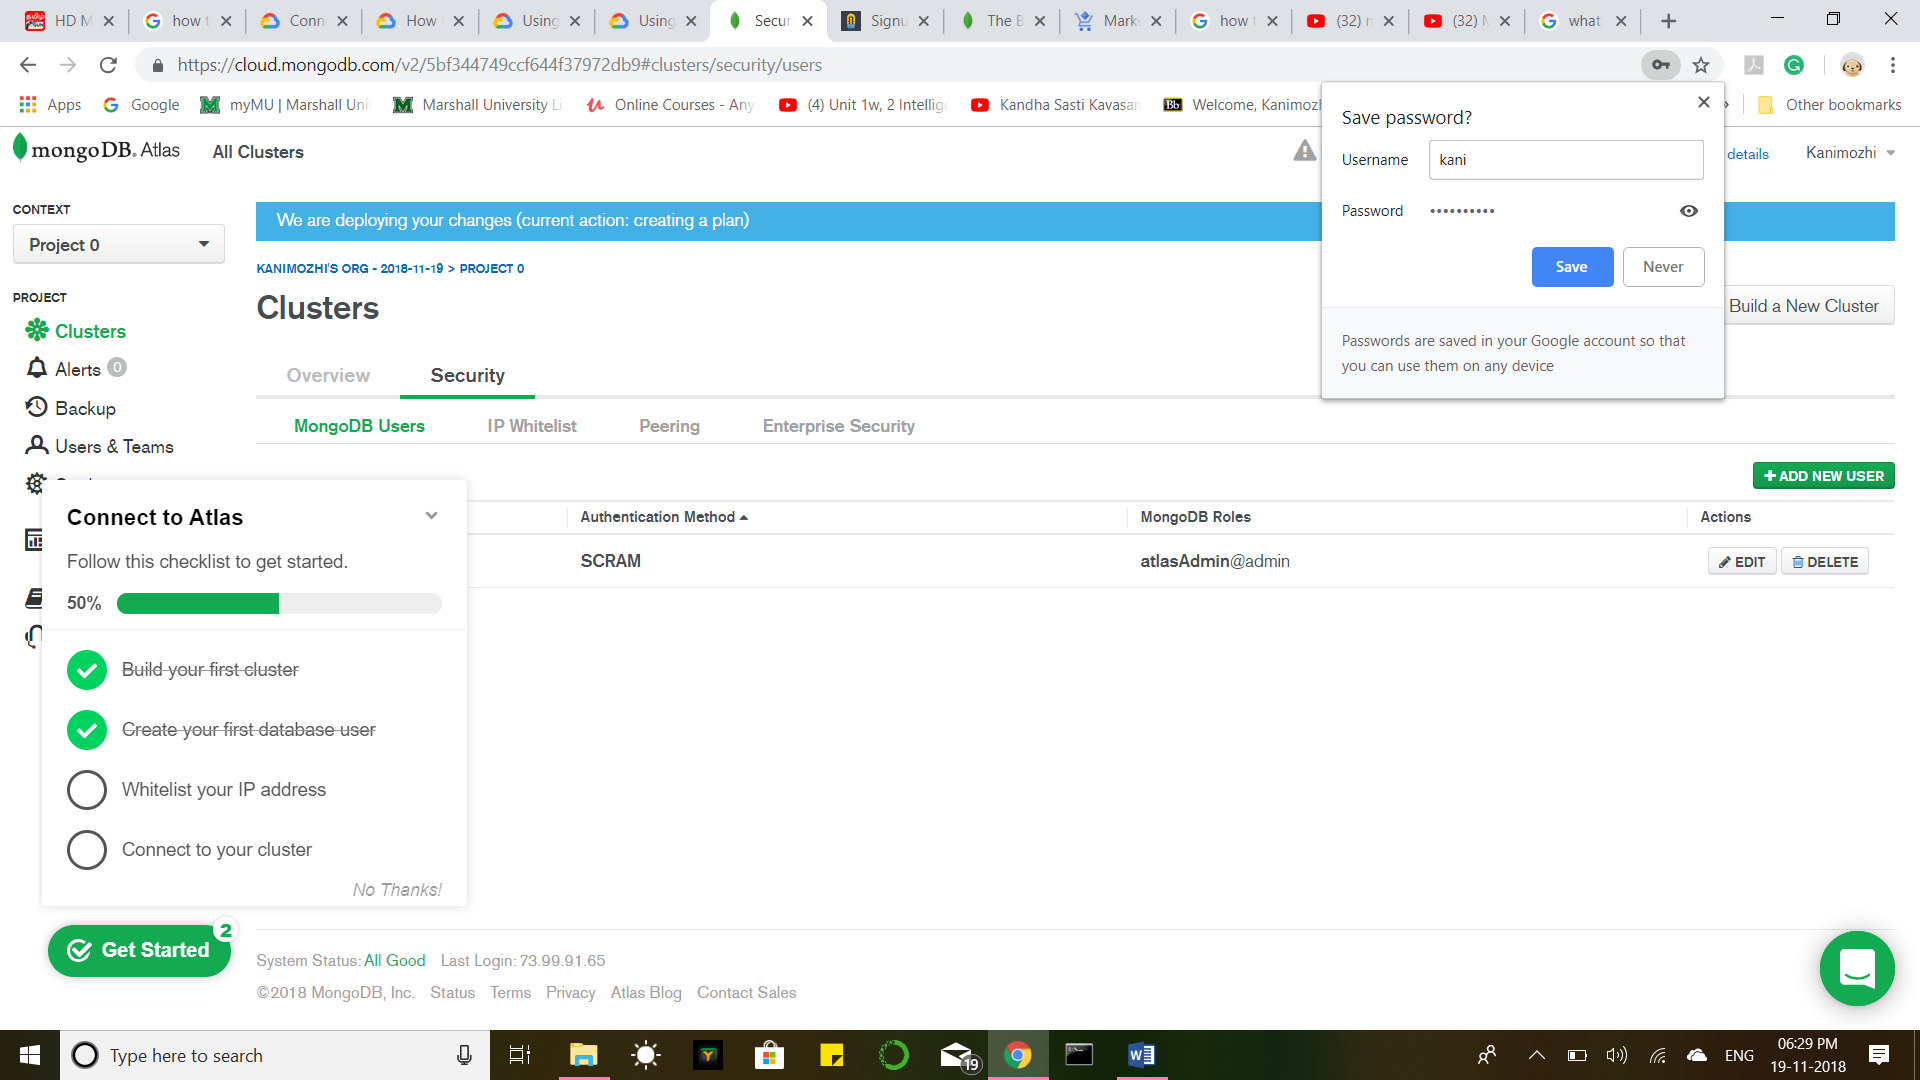 HD M
how t
Conn
How
Using
Using
Secur
Signu
The B
Mark
how t
(32) n
(32) M
what
https://cloud.mongodb.com/v2/5bf344749ccf644f37972db9#clusters/security/users
Apps
Google
myMU | Marshall Uni
Marshall University Li
Online Courses - Any
(4) Unit 1w, 2 Intellig
Kandha Sasti Kavasan
Welcome, Kanimozh
Other bookmarks
Save password?
Username kani
Password ••••••••••
Save Never
Passwords are saved in your Google account so that
you can use them on any device
mongoDB. Atlas All Clusters
details Kanimozhi
CONTEXT
Project 0
We are deploying your changes (current action: creating a plan)
KANIMOZHI'S ORG - 2018-11-19 > PROJECT 0
Clusters
Build a New Cluster
PROJECT
Clusters
Alerts 0
Backup
Users & Teams
Overview Security
MongoDB Users IP Whitelist Peering Enterprise Security
+ ADD NEW USER
Authentication Method MongoDB Roles Actions
SCRAM atlasAdmin@admin EDIT DELETE
Connect to Atlas
Follow this checklist to get started.
50%
Build your first cluster
Create your first database user
Whitelist your IP address
Connect to your cluster
No Thanks!
Get Started 2
System Status: All Good Last Login: 73.99.91.65
©2018 MongoDB, Inc. Status Terms Privacy Atlas Blog Contact Sales
Type here to search
19
ENG
06:29 PM
19-11-2018